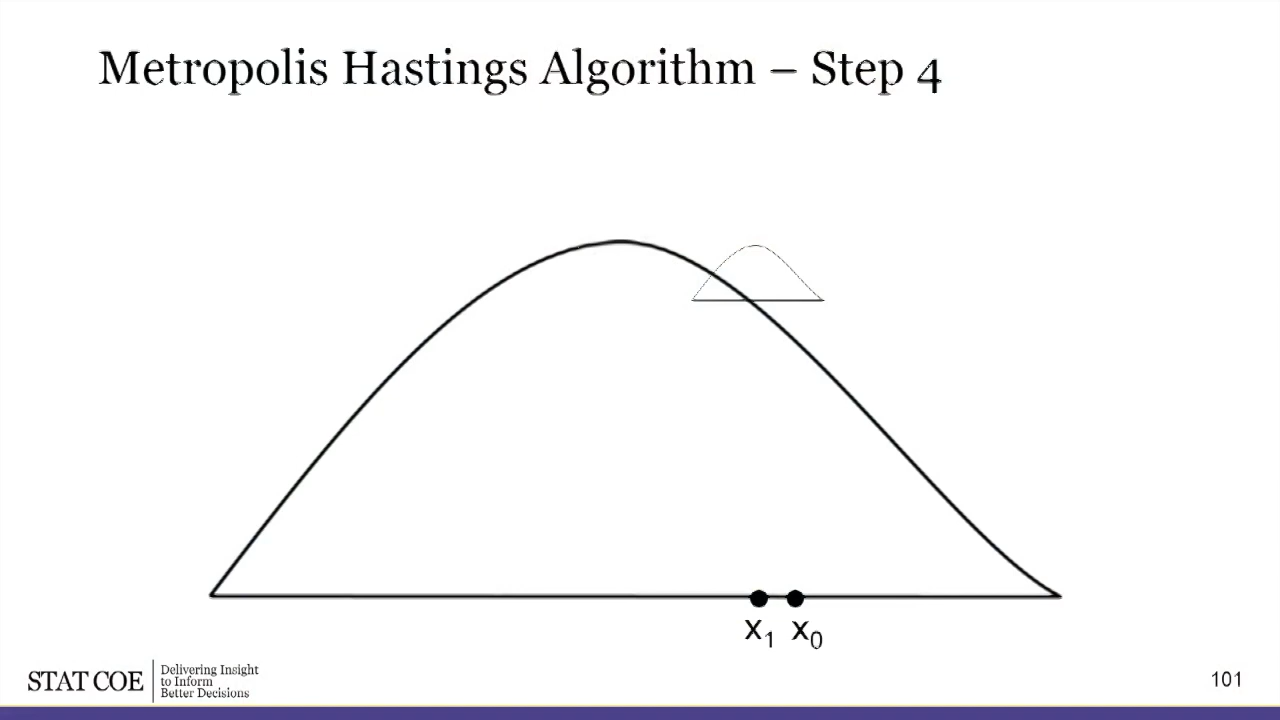 Metropolis Hastings Algorithm – Step 4
x1 x0
STAT COE
Delivering Insight
to Inform
Better Decisions
101